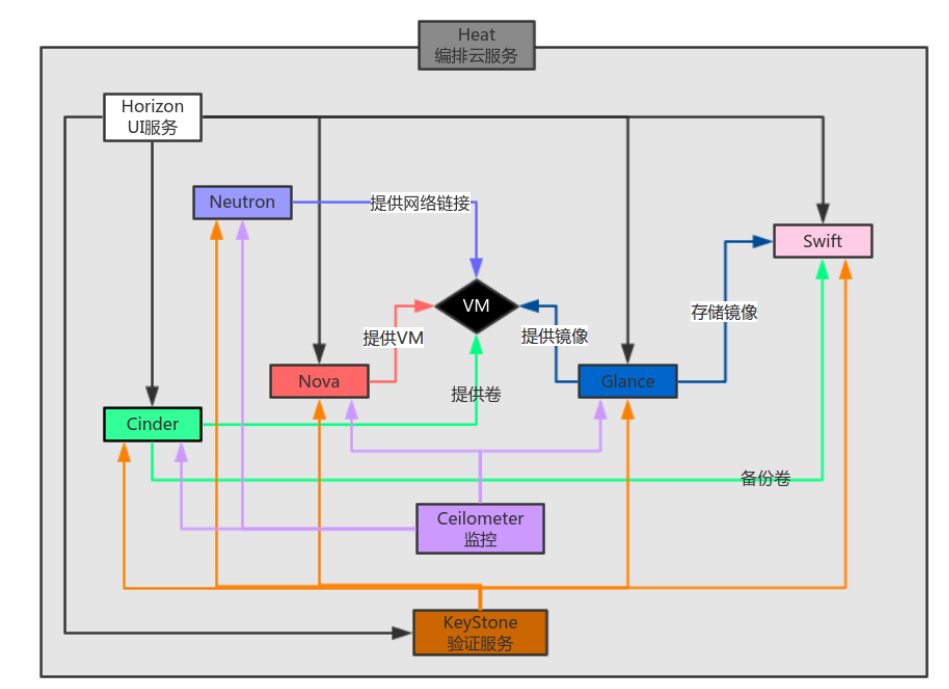 Heat
编排云服务
Horizon
UI服务
Neutron
提供网络链接
Swift
VM
存储镜像
提供VM
提供镜像
Nova
Glance
提供卷
Cinder
备份卷
Ceilometer
监控
KeyStone
验证服务